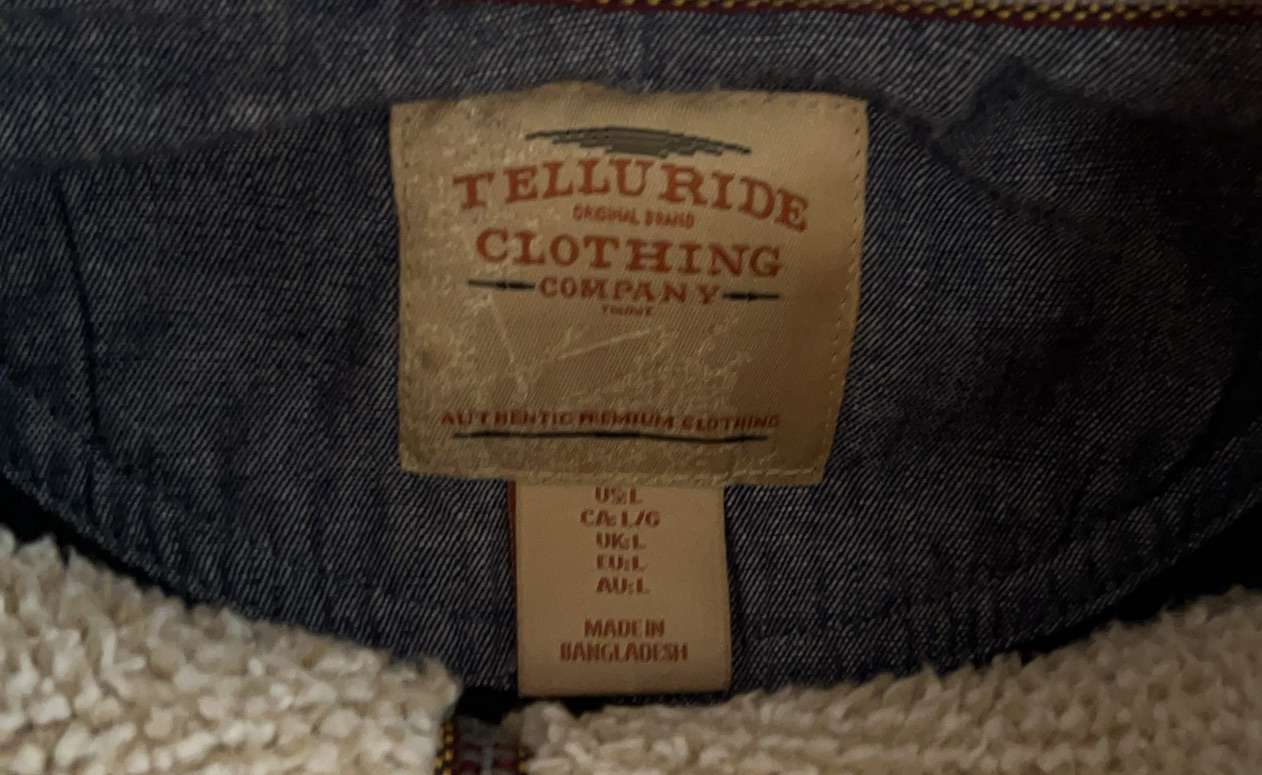 TELLURIDE
ORIGINAL BRAND
CLOTHING
COMPANY
AUTHENTIC PREMIUM CLOTHING
US:L
CA:L/G
UK:L
EU:L
AU:L
MADE IN
BANGLADESH